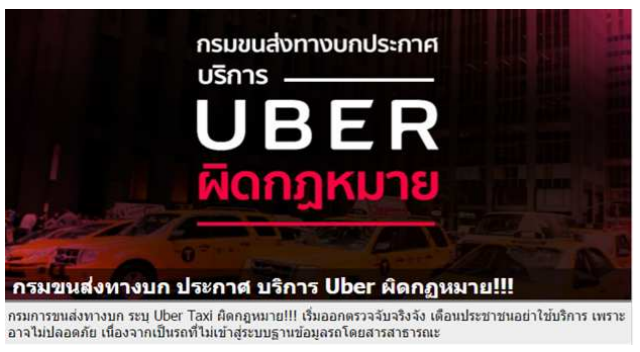 กรมขนส่งทางบกประกาศ
บริการ
UBER
ผิดกฎหมาย
กรมขนส่งทางบก ประกาศ บริการ Uber ผิดกฏหมาย!!!
กรมการขนส่งทางบก ระบุ Uber Taxi ผิดกฎหมาย!!! เริ่มออกตรวจจับจริงจัง เตือนประชาชนอย่าใช้บริการ เพราะ
อาจไม่ปลอดภัย เนื่องจากเป็นรถที่ไม่เข้าสู่ระบบฐานข้อมูลรถโดยสารสาธารณะ